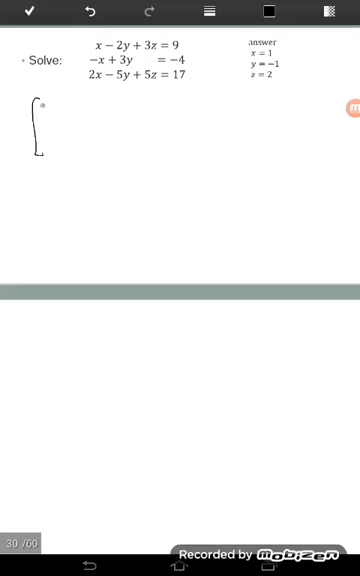 x − 2y + 3z = 9
• Solve: −x + 3y = −4
2x − 5y + 5z = 17
answer
x = 1
y = −1
z = 2
30 /60
Recorded by Mobizen